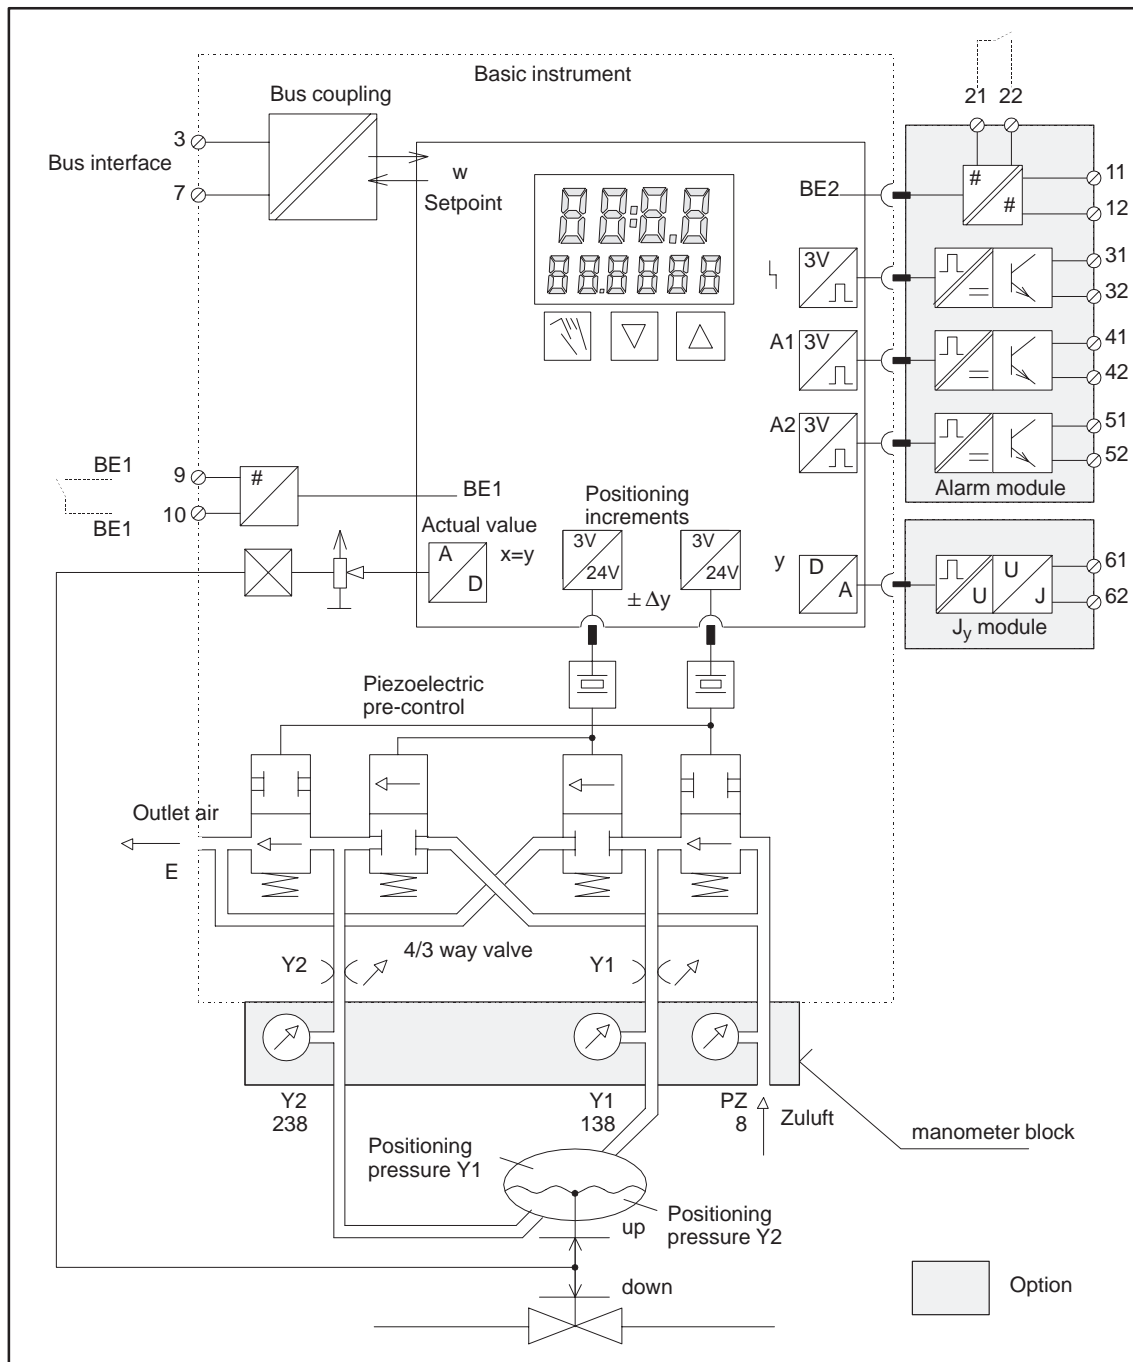 Basic instrument
21 22
Bus coupling
3
Bus interface
7
w
Setpoint
BE2
#
#
11
12
3V
31
32
A1
3V
41
42
A2
3V
51
52
Alarm module
BE1
9
#
BE1
10
BE1
Positioning
increments
Actual value
A
D
x=y
3V
24V
3V
24V
± Δy
y
D
A
U
U
J
61
62
Jy module
Piezoelectric
pre-control
Outlet air
E
4/3 way valve
Y2
Y1
Y2
238
Y1
138
PZ
8
Zuluft
manometer block
Positioning
pressure Y1
Positioning
pressure Y2
up
down
Option